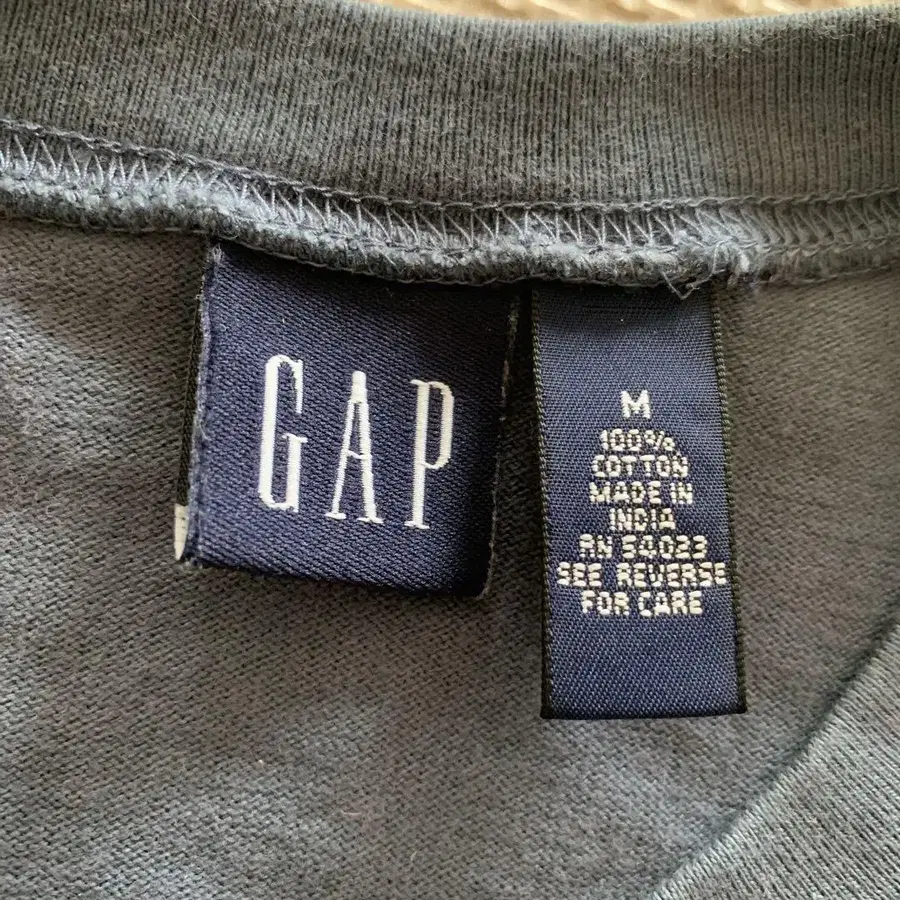 GAP
M
100%
COTTON
MADE IN
INDIA
RN 54023
SEE REVERSE
FOR CARE